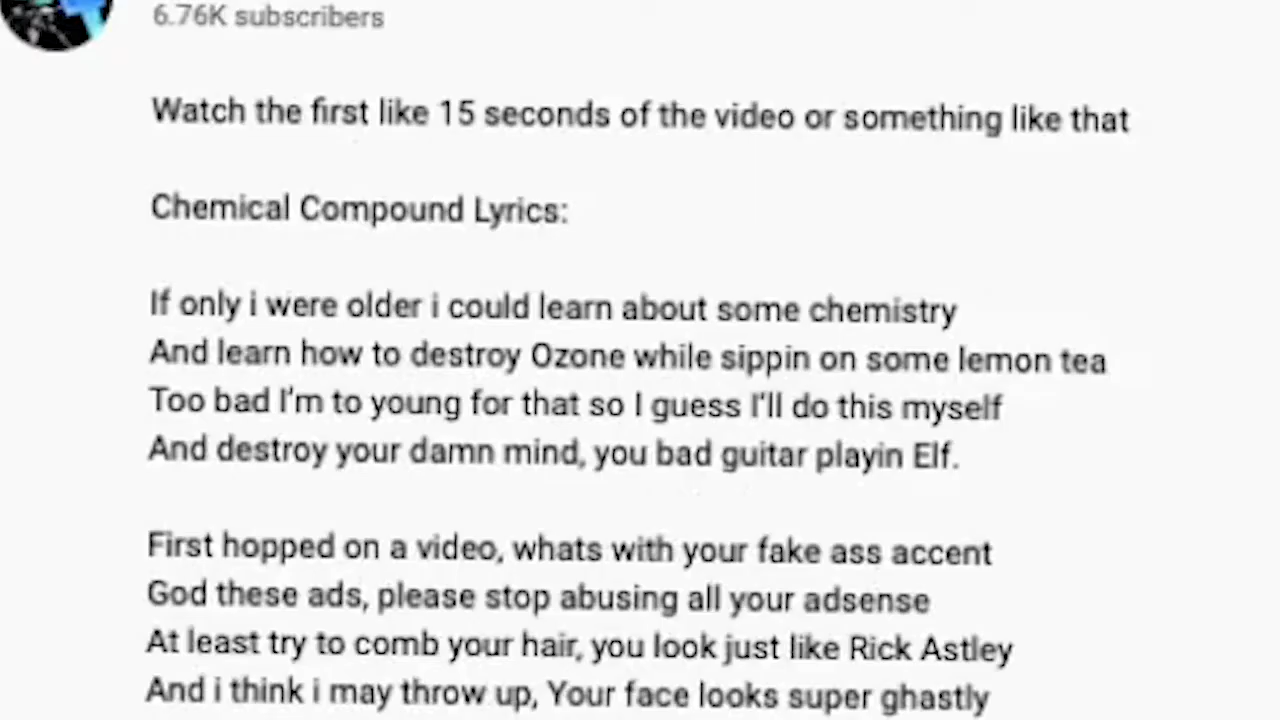 6.76K subscribers
Watch the first like 15 seconds of the video or something like that
Chemical Compound Lyrics:
If only i were older i could learn about some chemistry
And learn how to destroy Ozone while sippin on some lemon tea
Too bad I'm to young for that so I guess I'll do this myself
And destroy your damn mind, you bad guitar playin Elf.
First hopped on a video, whats with your fake ass accent
God these ads, please stop abusing all your adsense
At least try to comb your hair, you look just like Rick Astley
And i think i may throw up, Your face looks super ghastly